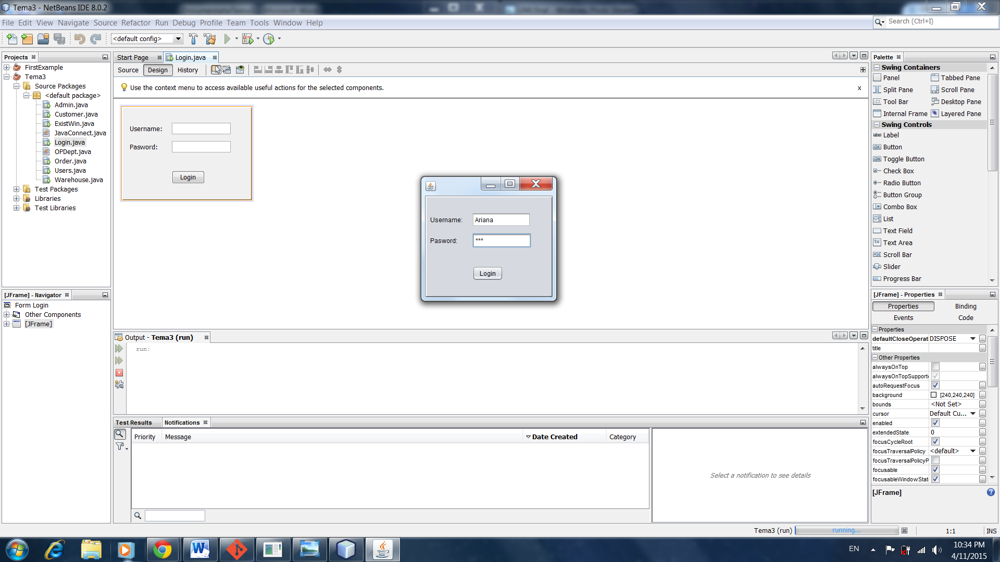 Tema3 - NetBeans IDE 8.0.2
File Edit View Navigate Source Refactor Run Debug Profile Team Tools Window Help
Search (Ctrl+I)
<default config>
Projects
FirstExample
Tema3
Source Packages
<default package>
Admin.java
Customer.java
ExistWin.java
JavaConnect.java
Login.java
OPDept.java
Order.java
Users.java
Warehouse.java
Test Packages
Libraries
Test Libraries
[JFrame] - Navigator
Form Login
Other Components
[JFrame]
Start Page
Login.java
Source Design History
Use the context menu to access available useful actions for the selected components.
x
Username:
Pasword:
Login
Username: Ariana
Pasword: ***
Login
Output - Tema3 (run)
run:
Test Results
Notifications
Priority Message Date Created Category
Select a notification to see details
Palette
Swing Containers
Panel Tabbed Pane
Split Pane Scroll Pane
Tool Bar Desktop Pane
Internal Frame Layered Pane
Swing Controls
label Label
OK Button
ON Toggle Button
Check Box
Radio Button
Button Group
Combo Box
List
Text Field
Text Area
Scroll Bar
Slider
Progress Bar
[JFrame] - Properties
Properties Binding
Events Code
Properties
defaultCloseOperat DISPOSE
title
Other Properties
alwaysOnTop
alwaysOnTopSupporte
autoRequestFocus
background [240,240,240]
bounds <Not Set>
cursor Default Cu...
enabled
extendedState 0
focusCycleRoot
focusTraversalPolicy <default>
focusTraversalPolicyP
focusable
focusableWindowStat
[JFrame]
Tema3 (run) running... 1:1 INS
EN
10:34 PM
4/11/2015